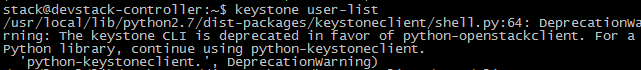 stack@devstack-controller:~$ keystone user-list
/usr/local/lib/python2.7/dist-packages/keystoneclient/shell.py:64: DeprecationWa
rning: The keystone CLI is deprecated in favor of python-openstackclient. For a
Python library, continue using python-keystoneclient.
  'python-keystoneclient.', DeprecationWarning)